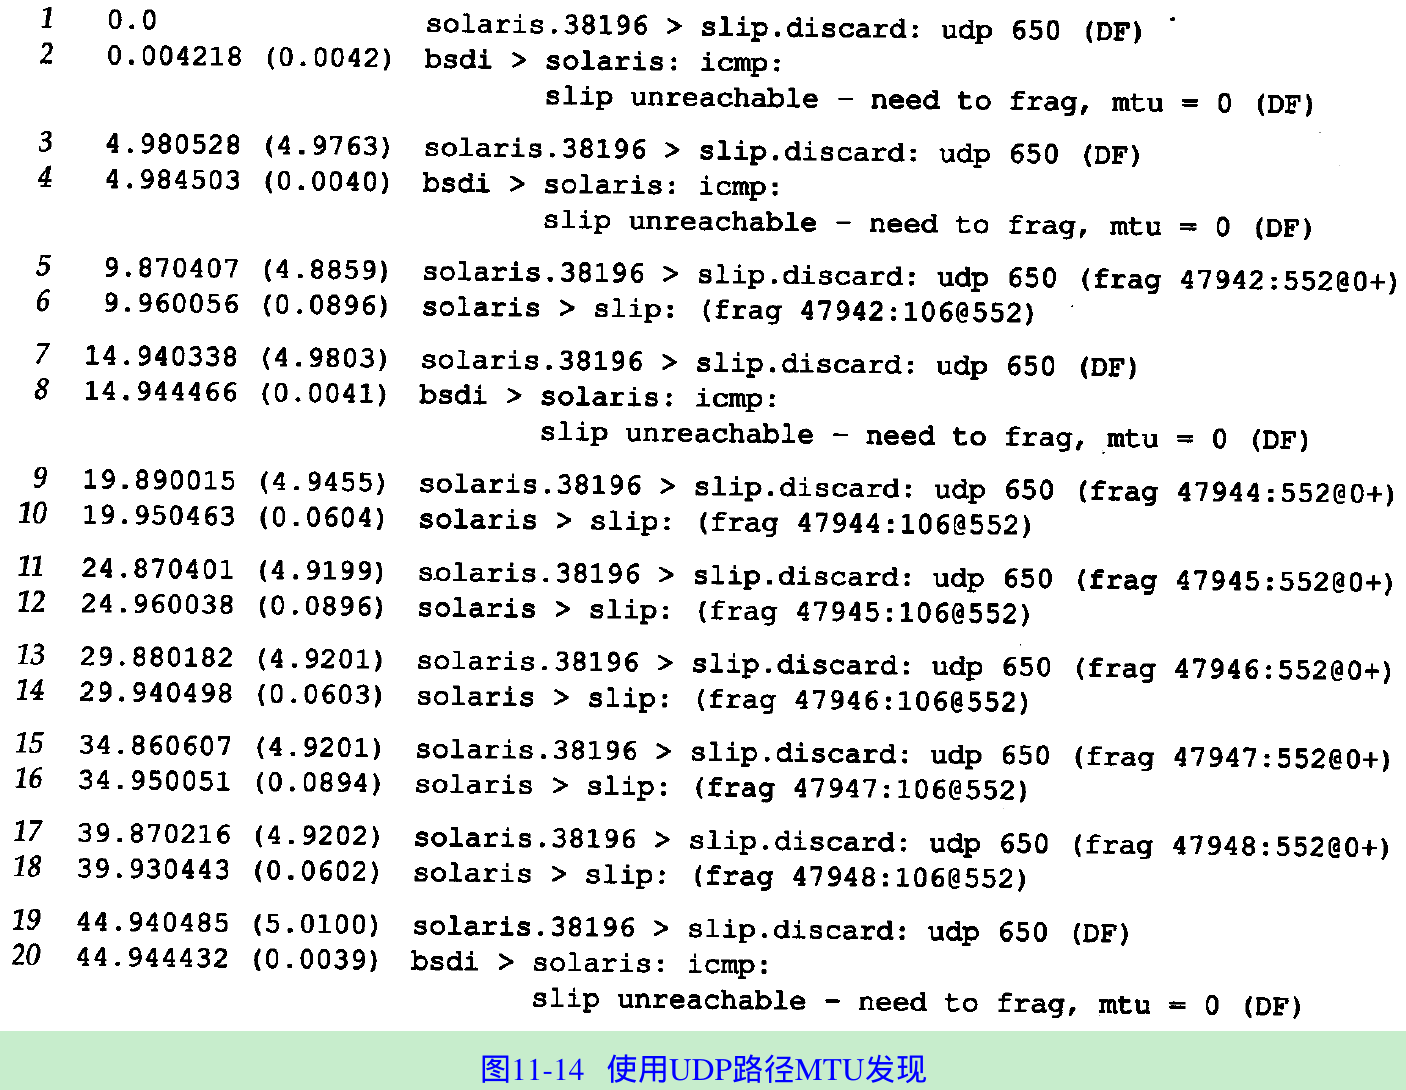 1 0.0 solaris.38196 > slip.discard: udp 650 (DF)
2 0.004218 (0.0042) bsdi > solaris: icmp:
slip unreachable - need to frag, mtu = 0 (DF)
3 4.980528 (4.9763) solaris.38196 > slip.discard: udp 650 (DF)
4 4.984503 (0.0040) bsdi > solaris: icmp:
slip unreachable - need to frag, mtu = 0 (DF)
5 9.870407 (4.8859) solaris.38196 > slip.discard: udp 650 (frag 47942:552@0+)
6 9.960056 (0.0896) solaris > slip: (frag 47942:106@552)
7 14.940338 (4.9803) solaris.38196 > slip.discard: udp 650 (DF)
8 14.944466 (0.0041) bsdi > solaris: icmp:
slip unreachable - need to frag, mtu = 0 (DF)
9 19.890015 (4.9455) solaris.38196 > slip.discard: udp 650 (frag 47944:552@0+)
10 19.950463 (0.0604) solaris > slip: (frag 47944:106@552)
11 24.870401 (4.9199) solaris.38196 > slip.discard: udp 650 (frag 47945:552@0+)
12 24.960038 (0.0896) solaris > slip: (frag 47945:106@552)
13 29.880182 (4.9201) solaris.38196 > slip.discard: udp 650 (frag 47946:552@0+)
14 29.940498 (0.0603) solaris > slip: (frag 47946:106@552)
15 34.860607 (4.9201) solaris.38196 > slip.discard: udp 650 (frag 47947:552@0+)
16 34.950051 (0.0894) solaris > slip: (frag 47947:106@552)
17 39.870216 (4.9202) solaris.38196 > slip.discard: udp 650 (frag 47948:552@0+)
18 39.930443 (0.0602) solaris > slip: (frag 47948:106@552)
19 44.940485 (5.0100) solaris.38196 > slip.discard: udp 650 (DF)
20 44.944432 (0.0039) bsdi > solaris: icmp:
slip unreachable - need to frag, mtu = 0 (DF)
图11-14 使用UDP路径MTU发现